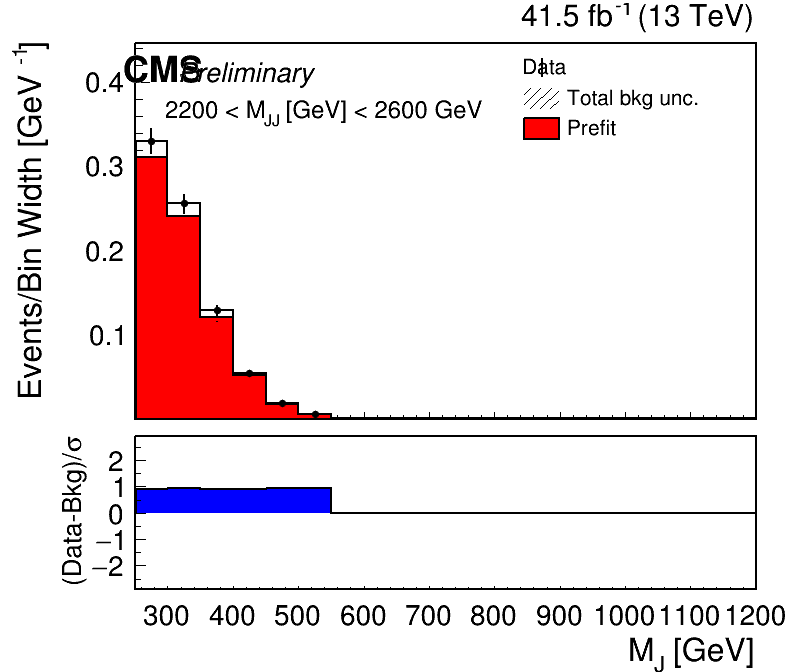 41.5 fb-1 (13 TeV)
CMS Preliminary
2200 < MJJ [GeV] < 2600 GeV
Data
Total bkg unc.
Prefit
Events/Bin Width [GeV-1]
0.4
0.3
0.2
0.1
(Data-Bkg)/σ
2
1
0
−1
−2
300 400 500 600 700 800 900 1000 1100 1200
MJ [GeV]